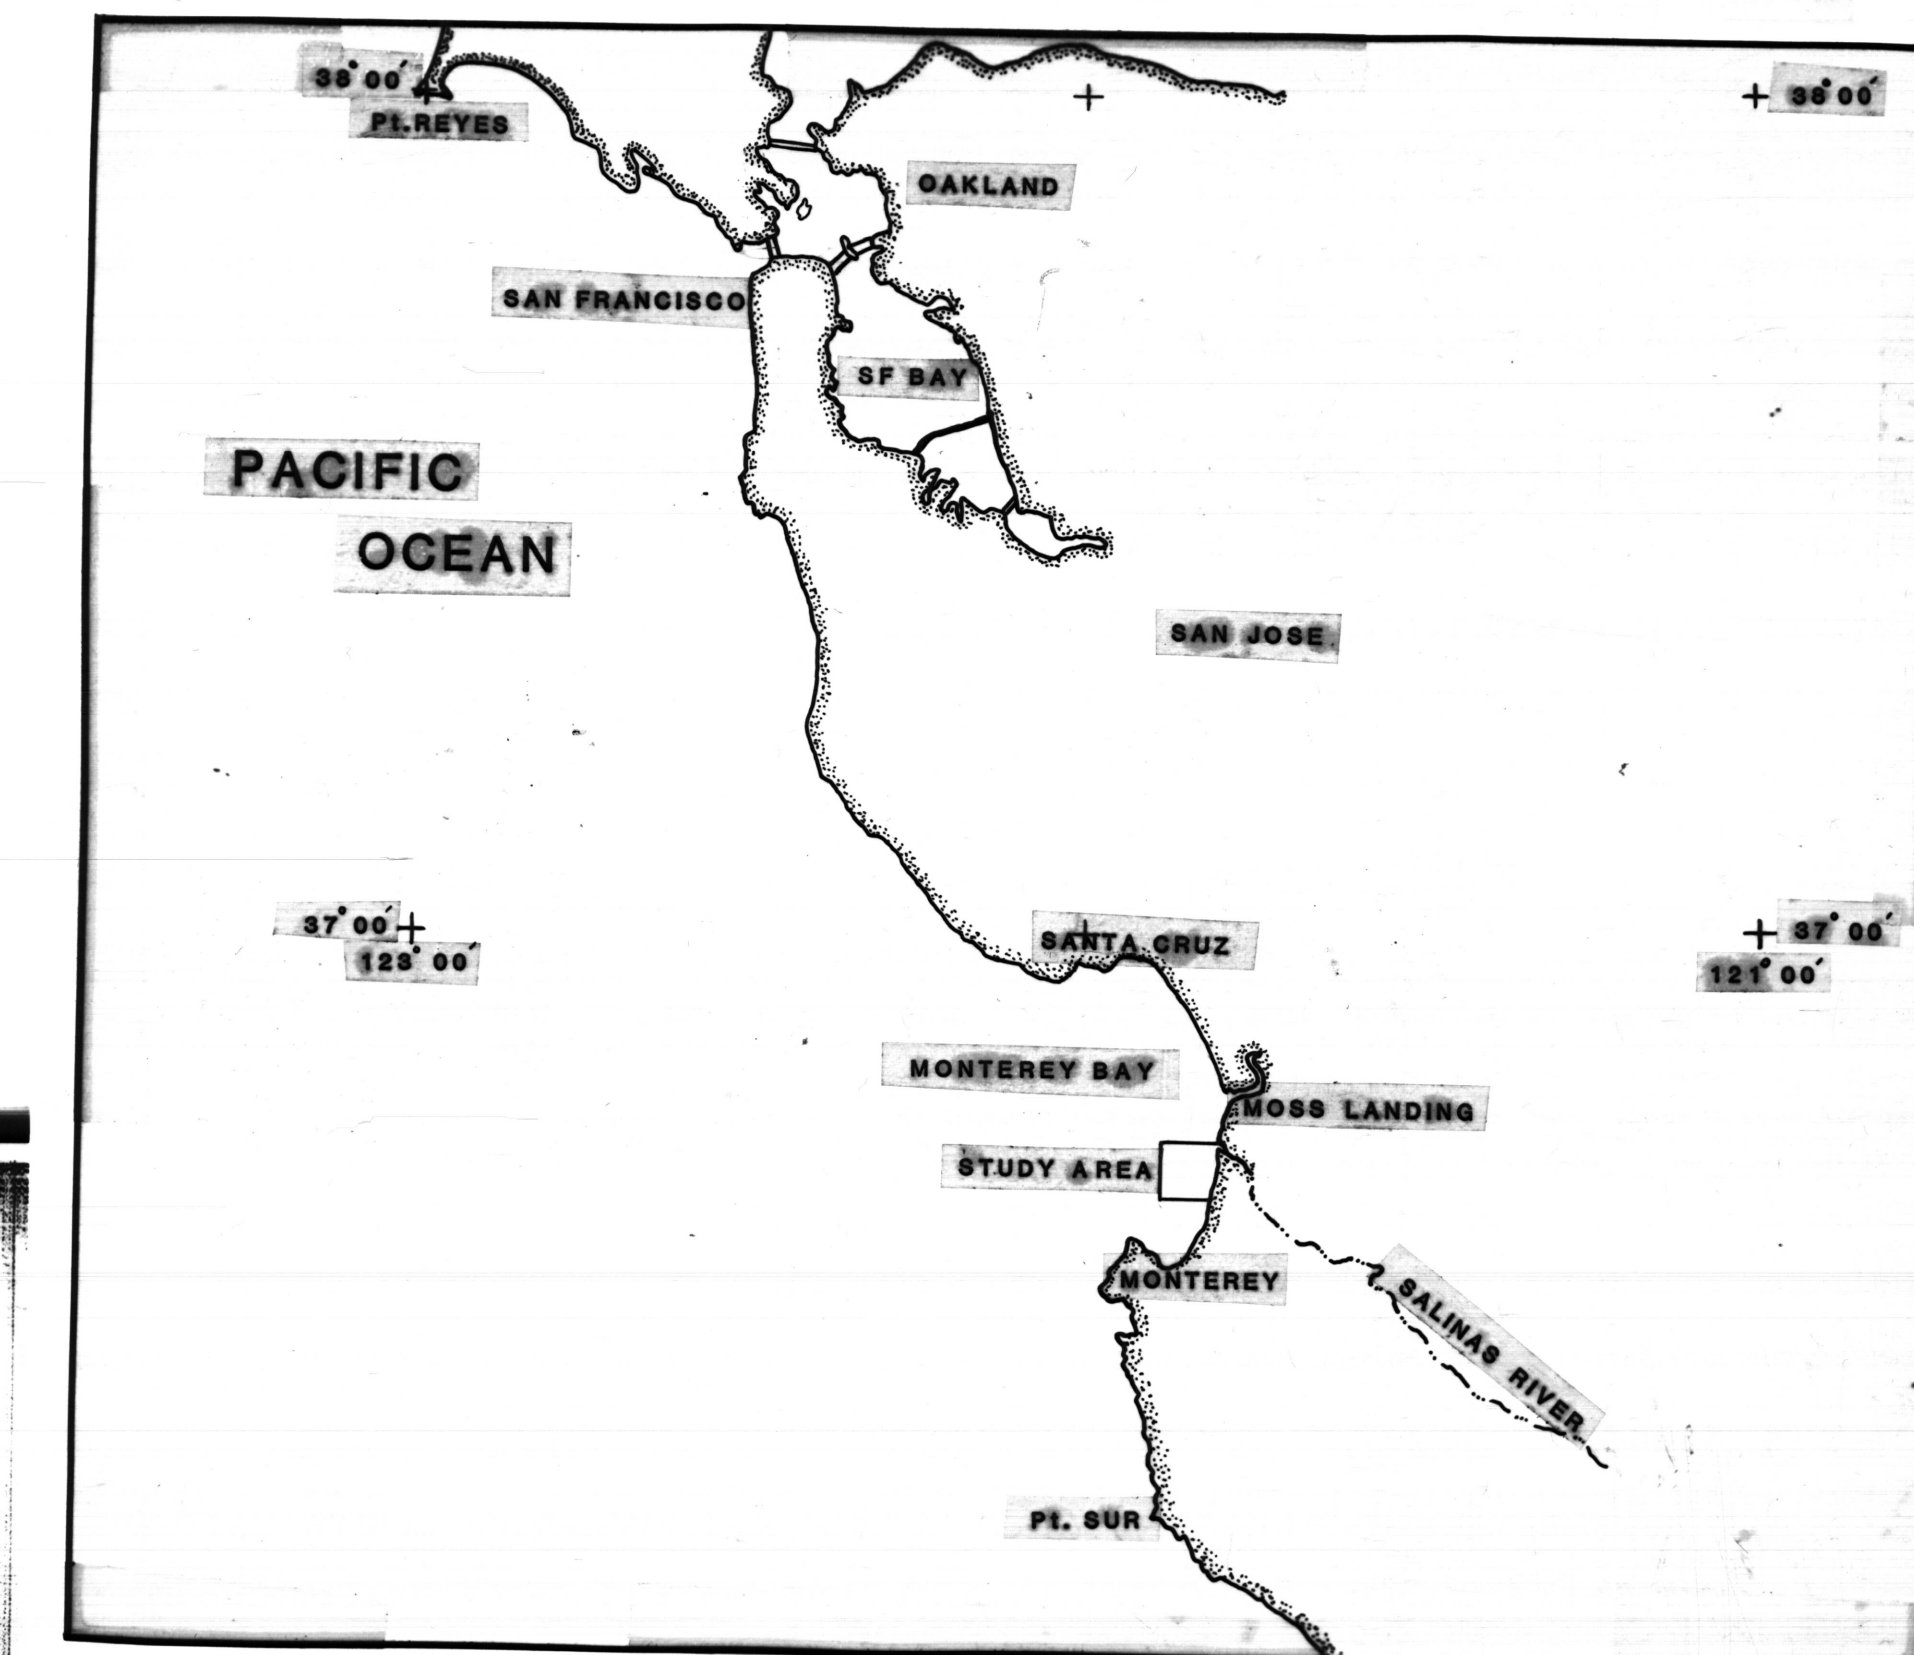 38°00′
38°00′
Pt.REYES
OAKLAND
SAN FRANCISCO
SF BAY
PACIFIC
OCEAN
SAN JOSE
37°00′
37°00′
SANTA CRUZ
123°00′
121°00′
MONTEREY BAY
MOSS LANDING
STUDY AREA
MONTEREY
SALINAS RIVER
Pt. SUR